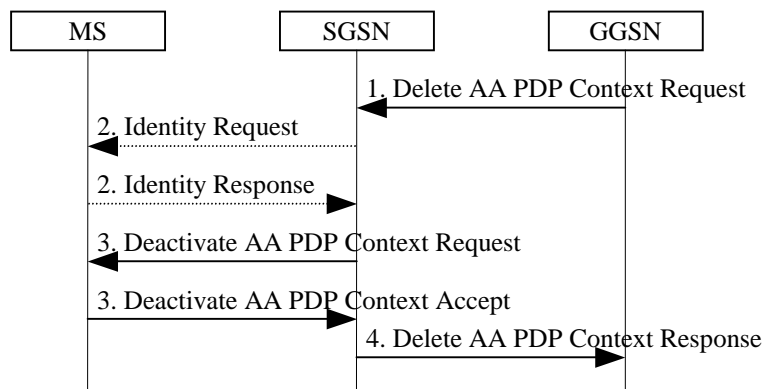 MS
SGSN
GGSN
1. Delete AA PDP Context Request
2. Identity Request
2. Identity Response
3. Deactivate AA PDP Context Request
3. Deactivate AA PDP Context Accept
4. Delete AA PDP Context Response